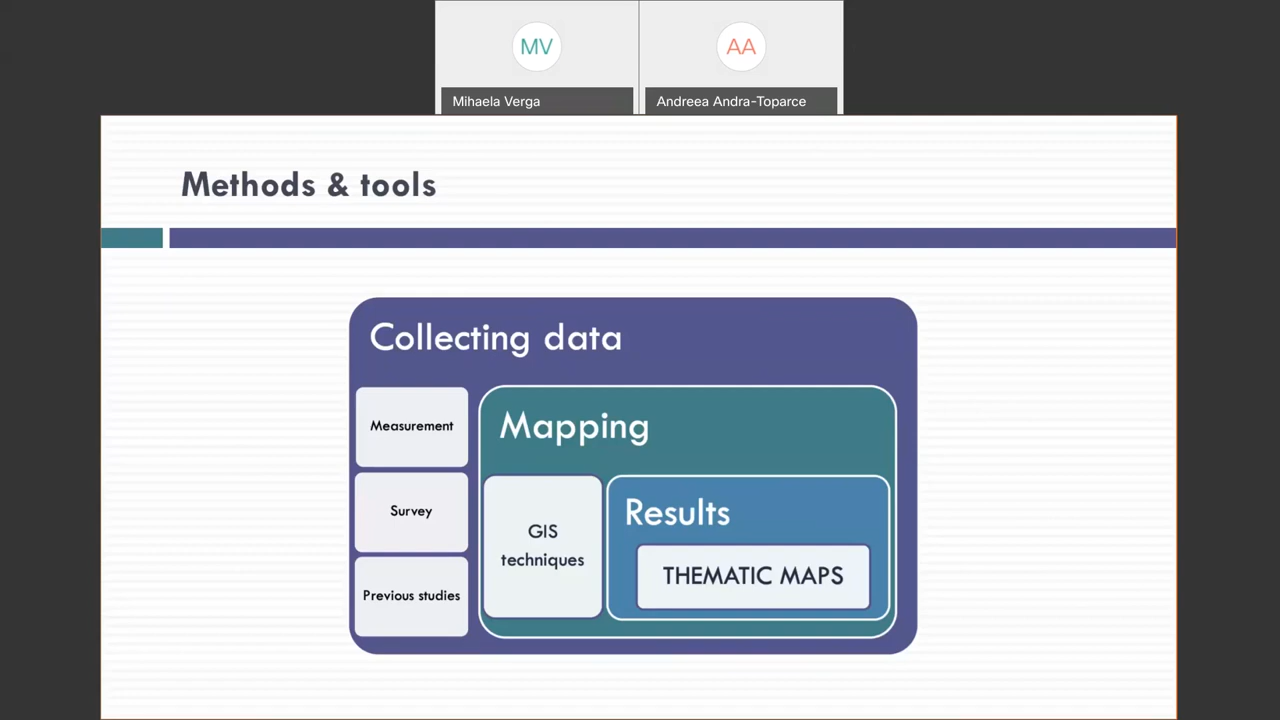 MV
AA
Mihaela Verga
Andreea Andra-Toparce
Methods & tools
Collecting data
Measurement
Survey
Previous studies
Mapping
GIS
techniques
Results
THEMATIC MAPS